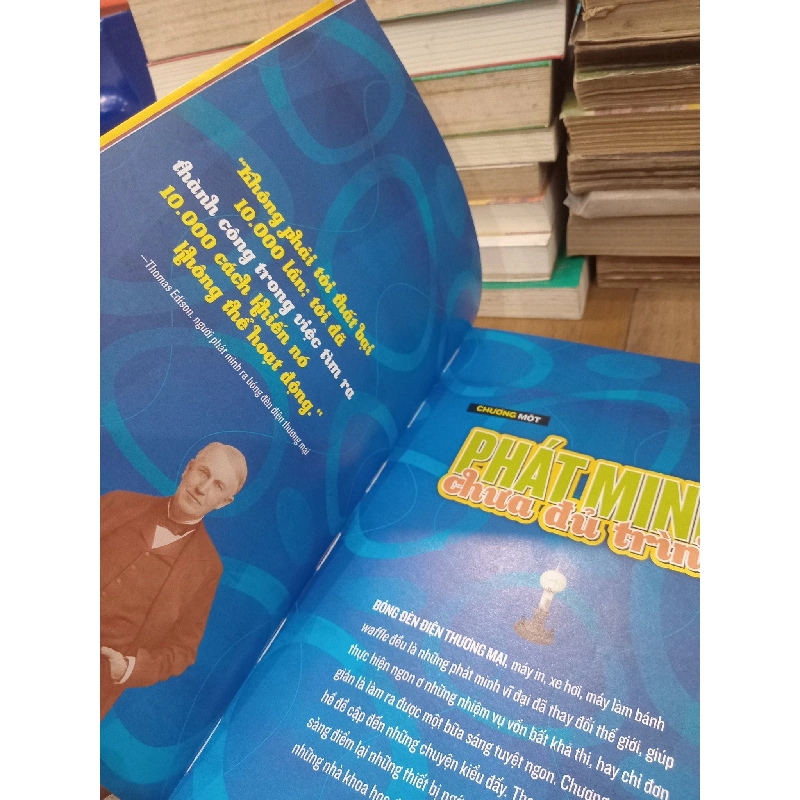 "Không phải tôi thất bại
10.000 lần; tôi đã
thành công trong việc tìm ra
10.000 cách khiến nó
không thể hoạt động."
—Thomas Edison, người phát minh ra bóng đèn điện thương mại
CHƯƠNG MỘT
PHÁT MIN
chưa đủ trìn
BÓNG ĐÈN ĐIỆN THƯƠNG MẠI, máy in, xe hơi, máy làm bánh
waffle đều là những phát minh vĩ đại đã thay đổi thế giới, giúp
thực hiện ngon ơ những nhiệm vụ vốn bất khả thi, hay chỉ đơn
giản là làm ra được một bữa sáng tuyệt ngon. Chương
hề đề cập đến những chuyện kiểu đấy.
sàng điểm lại những thiết bị
những nhà khoa học